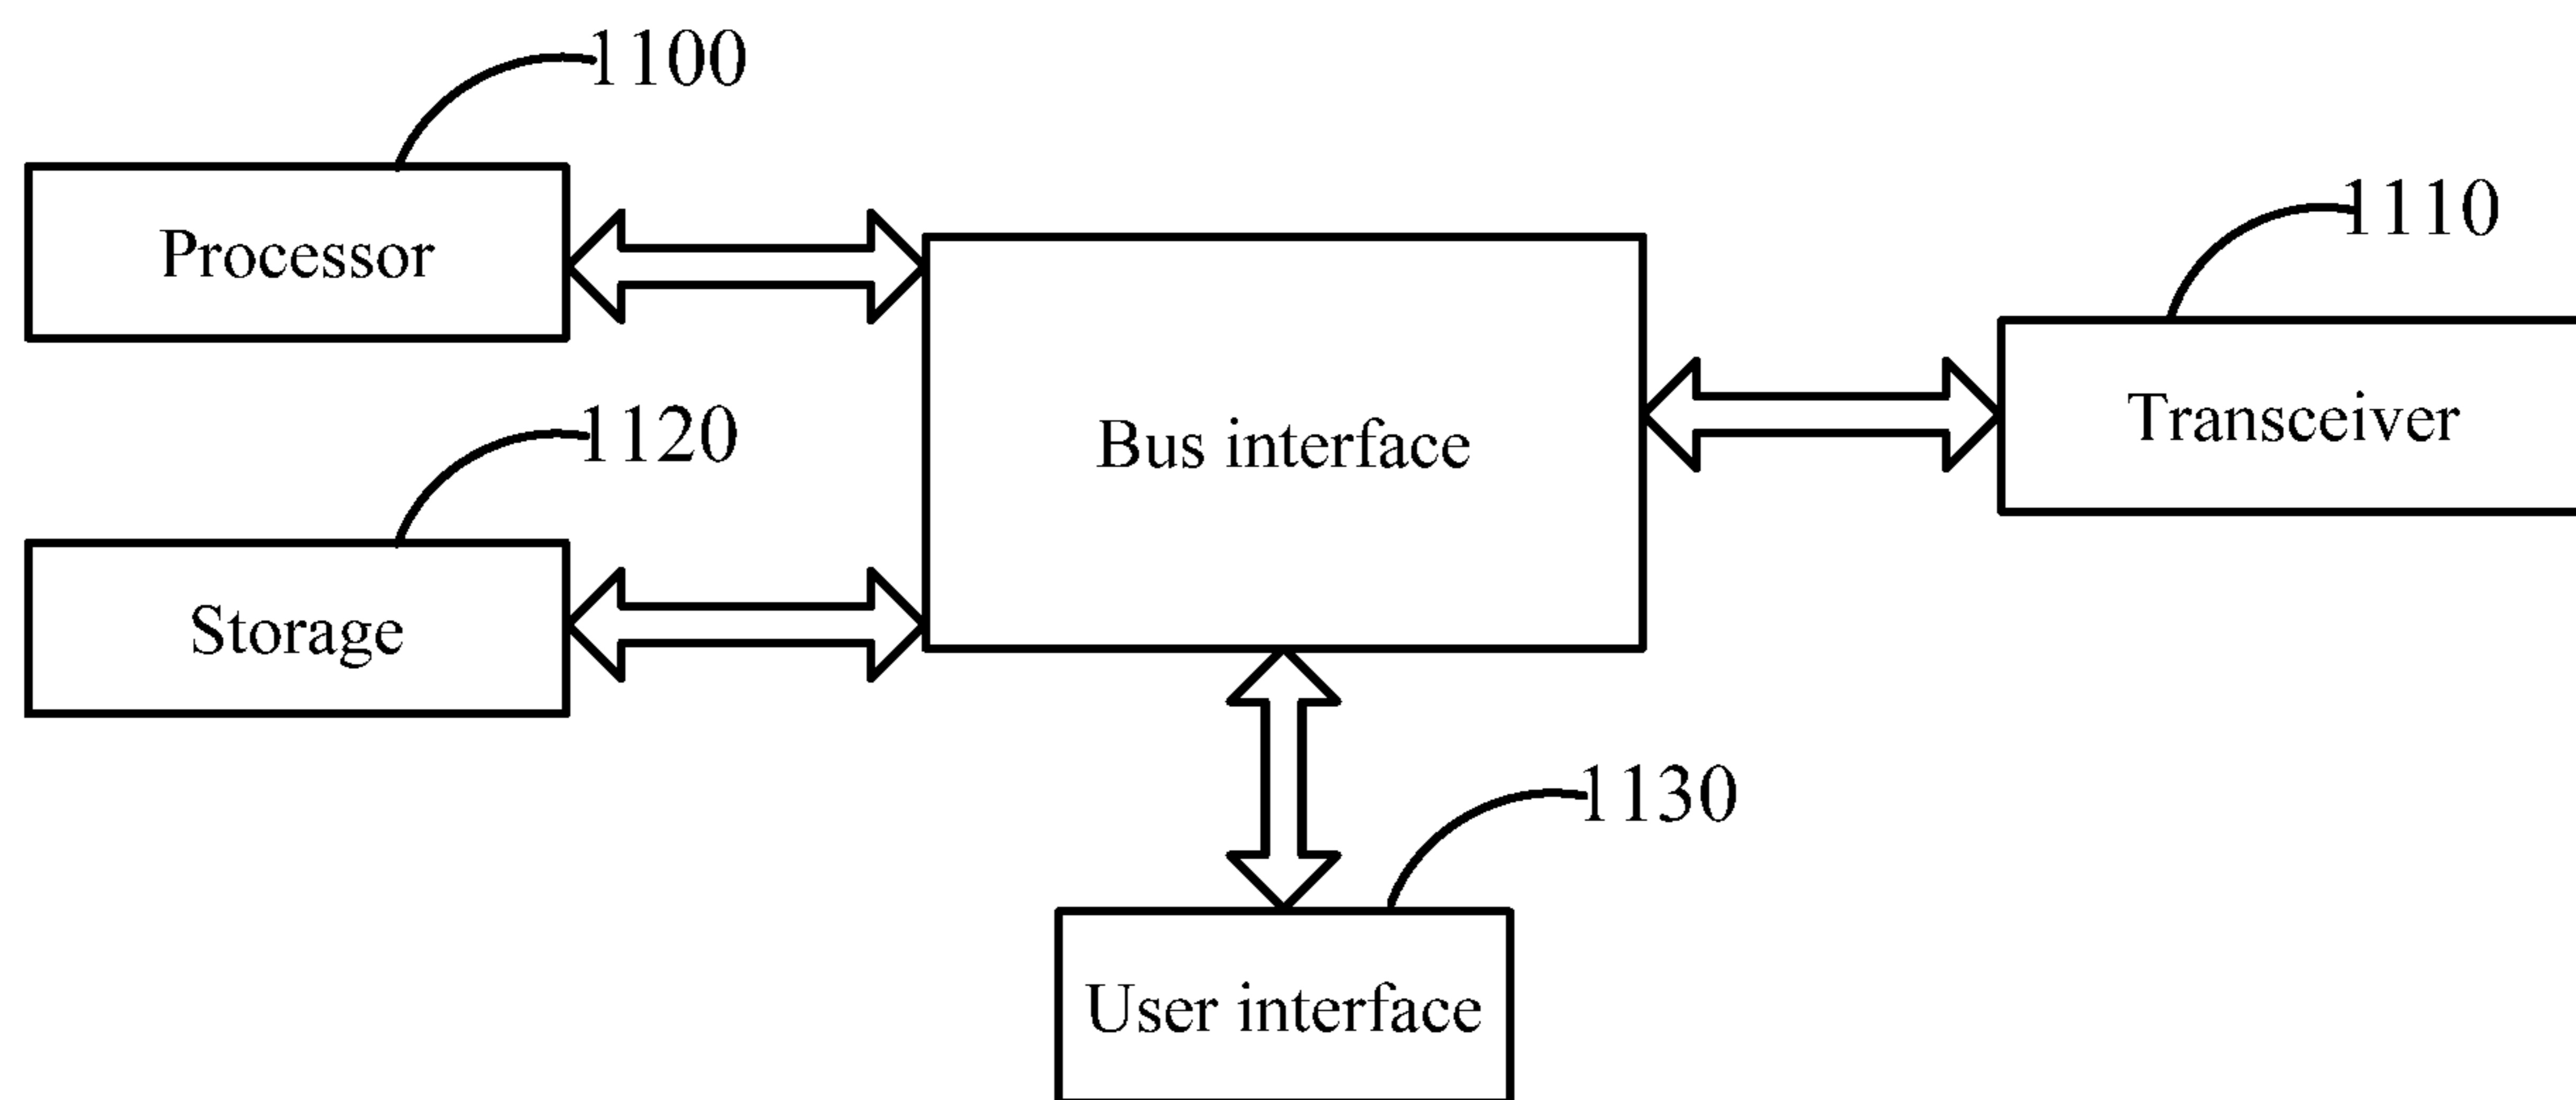 1100
Processor
1110
Bus interface
Transceiver
1120
Storage
1130
User interface